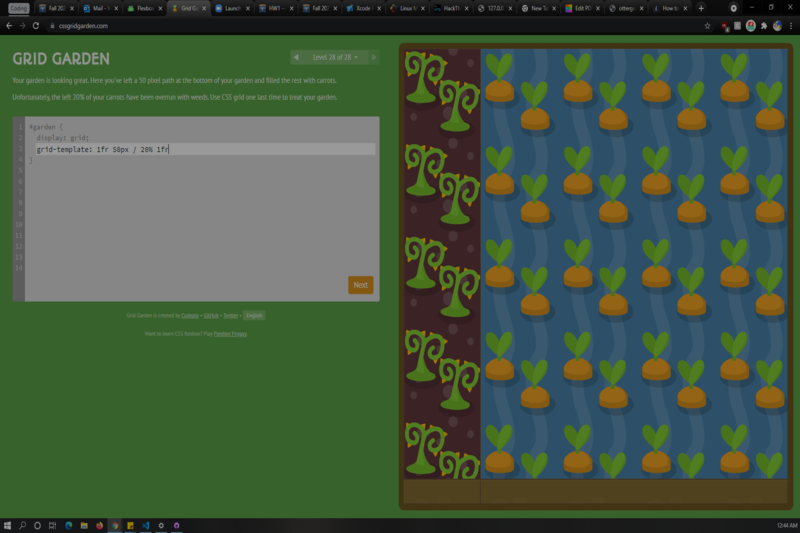 Coding
Fall 20
Mail -
Flexbo
Grid G
Launch
HW1 -
Fall 20
Xcode
Linux
HackTh
127.0.0
New T
Edit P
otterg
How t
cssgridgarden.com
GRID GARDEN
Level 28 of 28
Your garden is looking great. Here you've left a 50 pixel path at the bottom of your garden and filled the rest with carrots.
Unfortunately, the left 20% of your carrots have been overrun with weeds. Use CSS grid one last time to treat your garden.
1 #garden {
2 display: grid;
3 grid-template: 1fr 50px / 20% 1fr
4 }
5
6
7
8
9
10
11
12
13
14
Next
Grid Garden is created by Codepip • GitHub • Twitter • English
Want to learn CSS flexbox? Play Flexbox Froggy.
12:44 AM